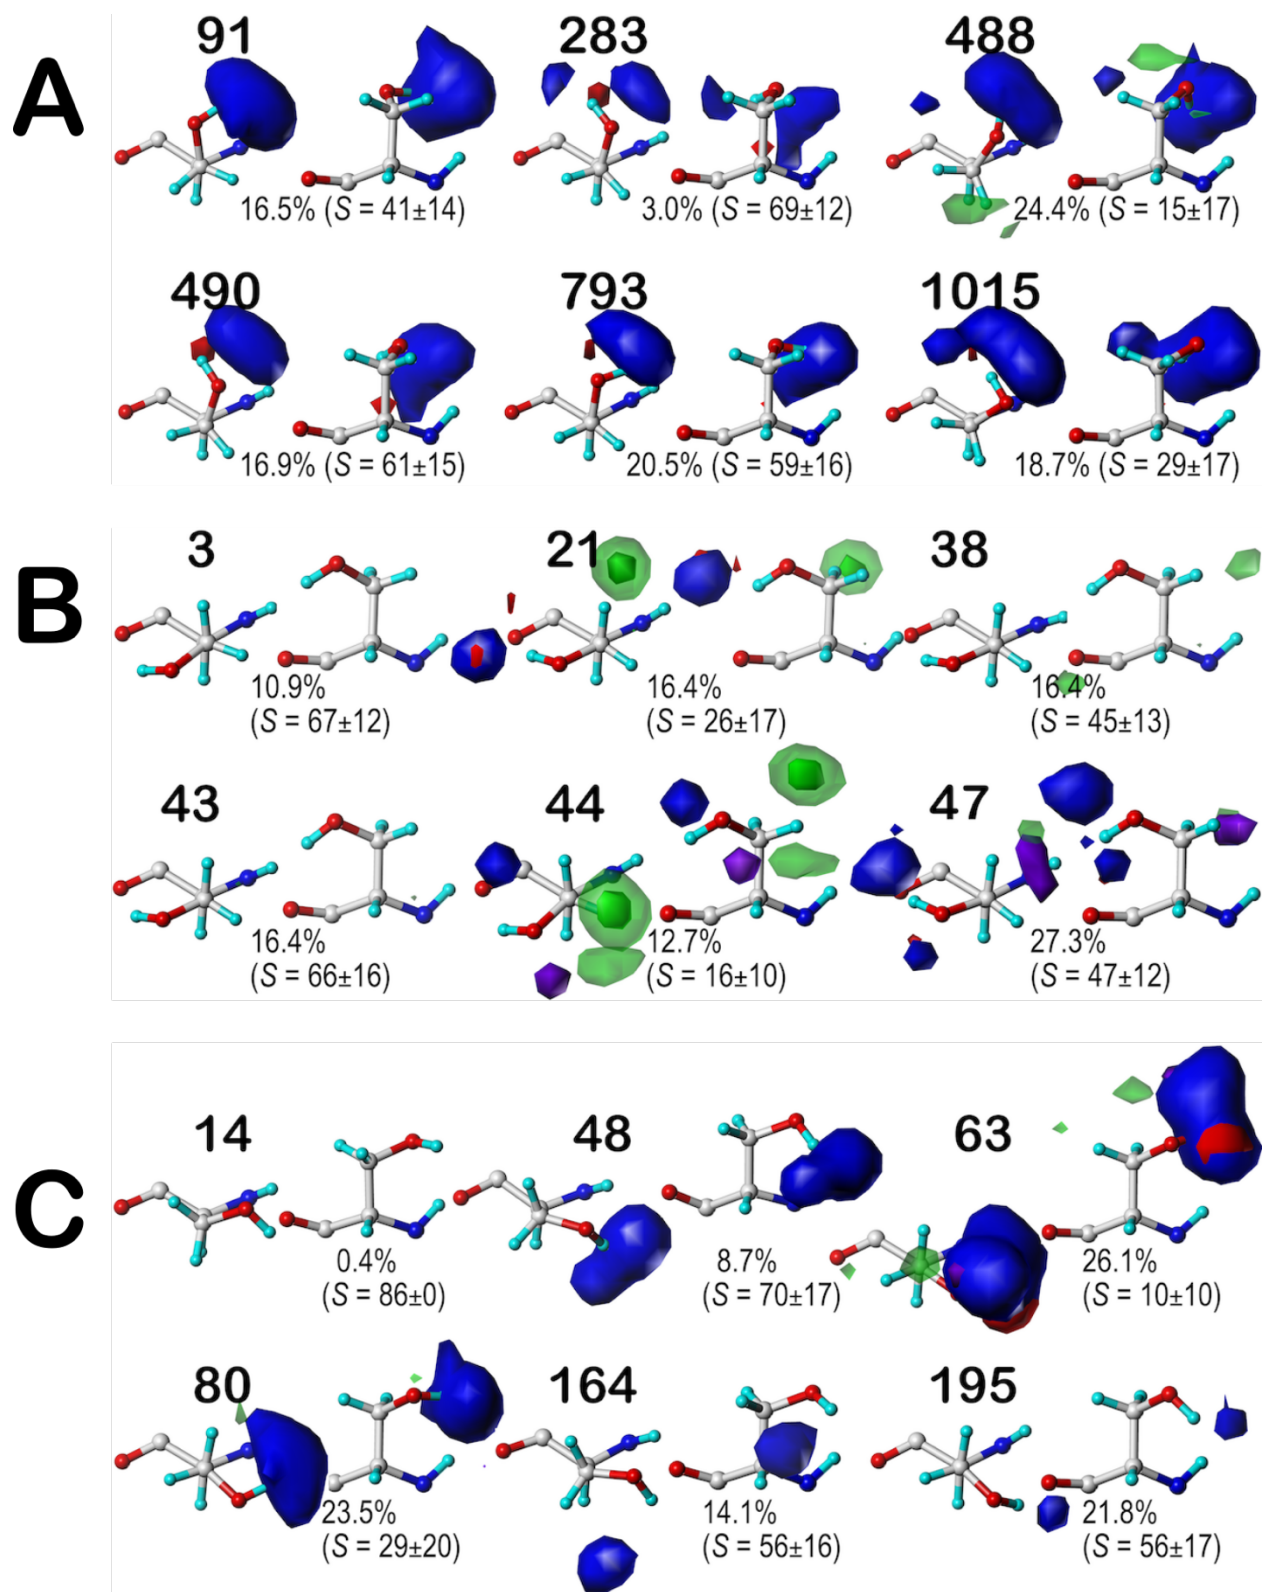 A
91 283 488
16.5% (S = 41±14) 3.0% (S = 69±12) 24.4% (S = 15±17)
490 793 1015
16.9% (S = 61±15) 20.5% (S = 59±16) 18.7% (S = 29±17)
B
3 21 38
10.9% 16.4% 16.4%
(S = 67±12) (S = 26±17) (S = 45±13)
43 44 47
16.4% 12.7% 27.3%
(S = 66±16) (S = 16±10) (S = 47±12)
C
14 48 63
0.4% 8.7% 26.1%
(S = 86±0) (S = 70±17) (S = 10±10)
80 164 195
23.5% 14.1% 21.8%
(S = 29±20) (S = 56±16) (S = 56±17)